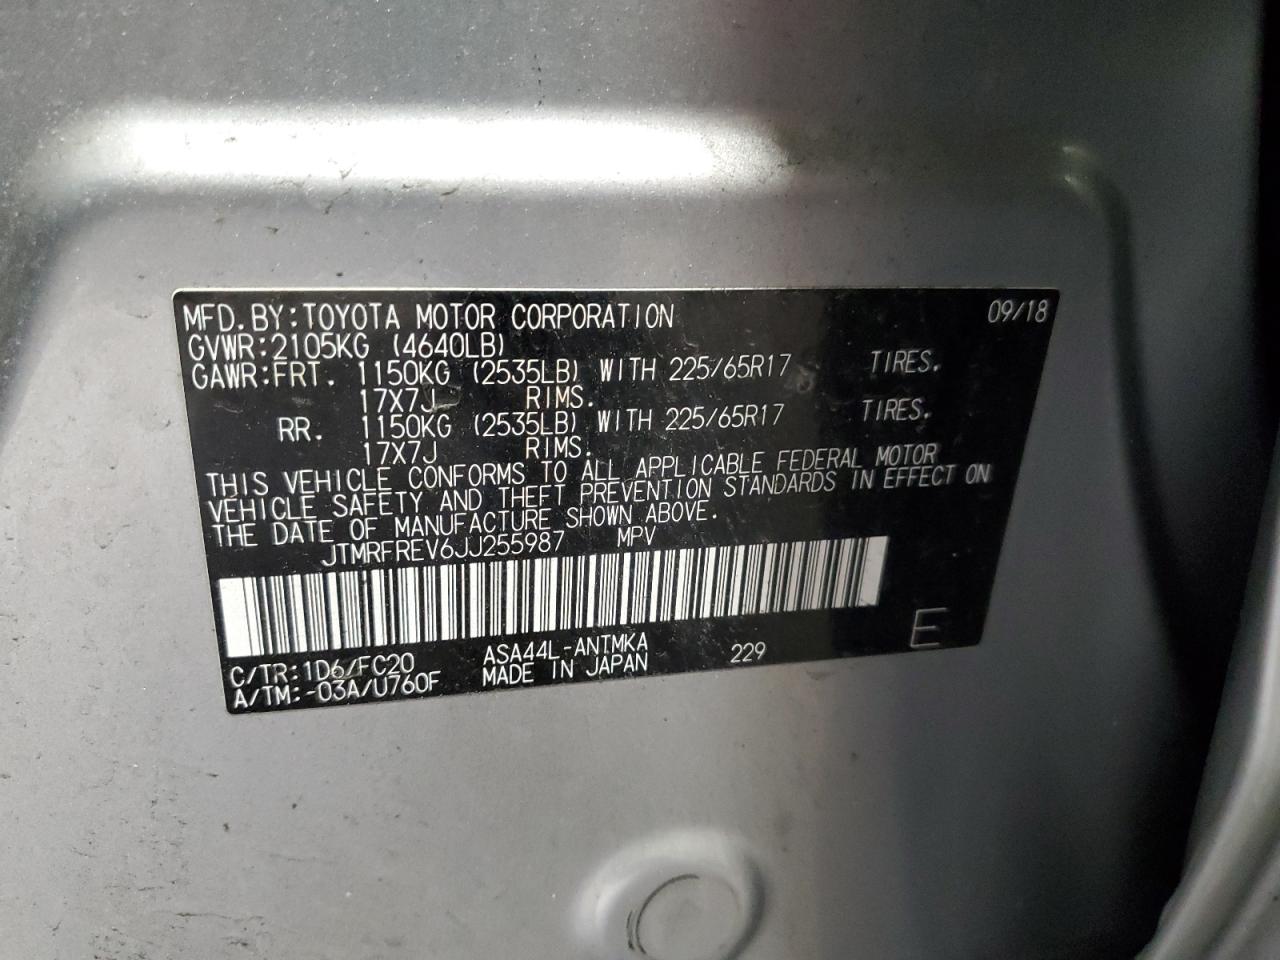 MFD.BY:TOYOTA MOTOR CORPORATION 09/18
GVWR:2105KG (4640LB)
GAWR:FRT. 1150KG (2535LB) WITH 225/65R17 TIRES.
17X7J RIMS.
RR. 1150KG (2535LB) WITH 225/65R17 TIRES.
17X7J RIMS.
THIS VEHICLE CONFORMS TO ALL APPLICABLE FEDERAL MOTOR
VEHICLE SAFETY AND THEFT PREVENTION STANDARDS IN EFFECT ON
THE DATE OF MANUFACTURE SHOWN ABOVE.
JTMRFREV6JJ255987 MPV
E
C/TR:1D6/FC20 ASA44L-ANTMKA 229
A/TM:-03A/U760F MADE IN JAPAN